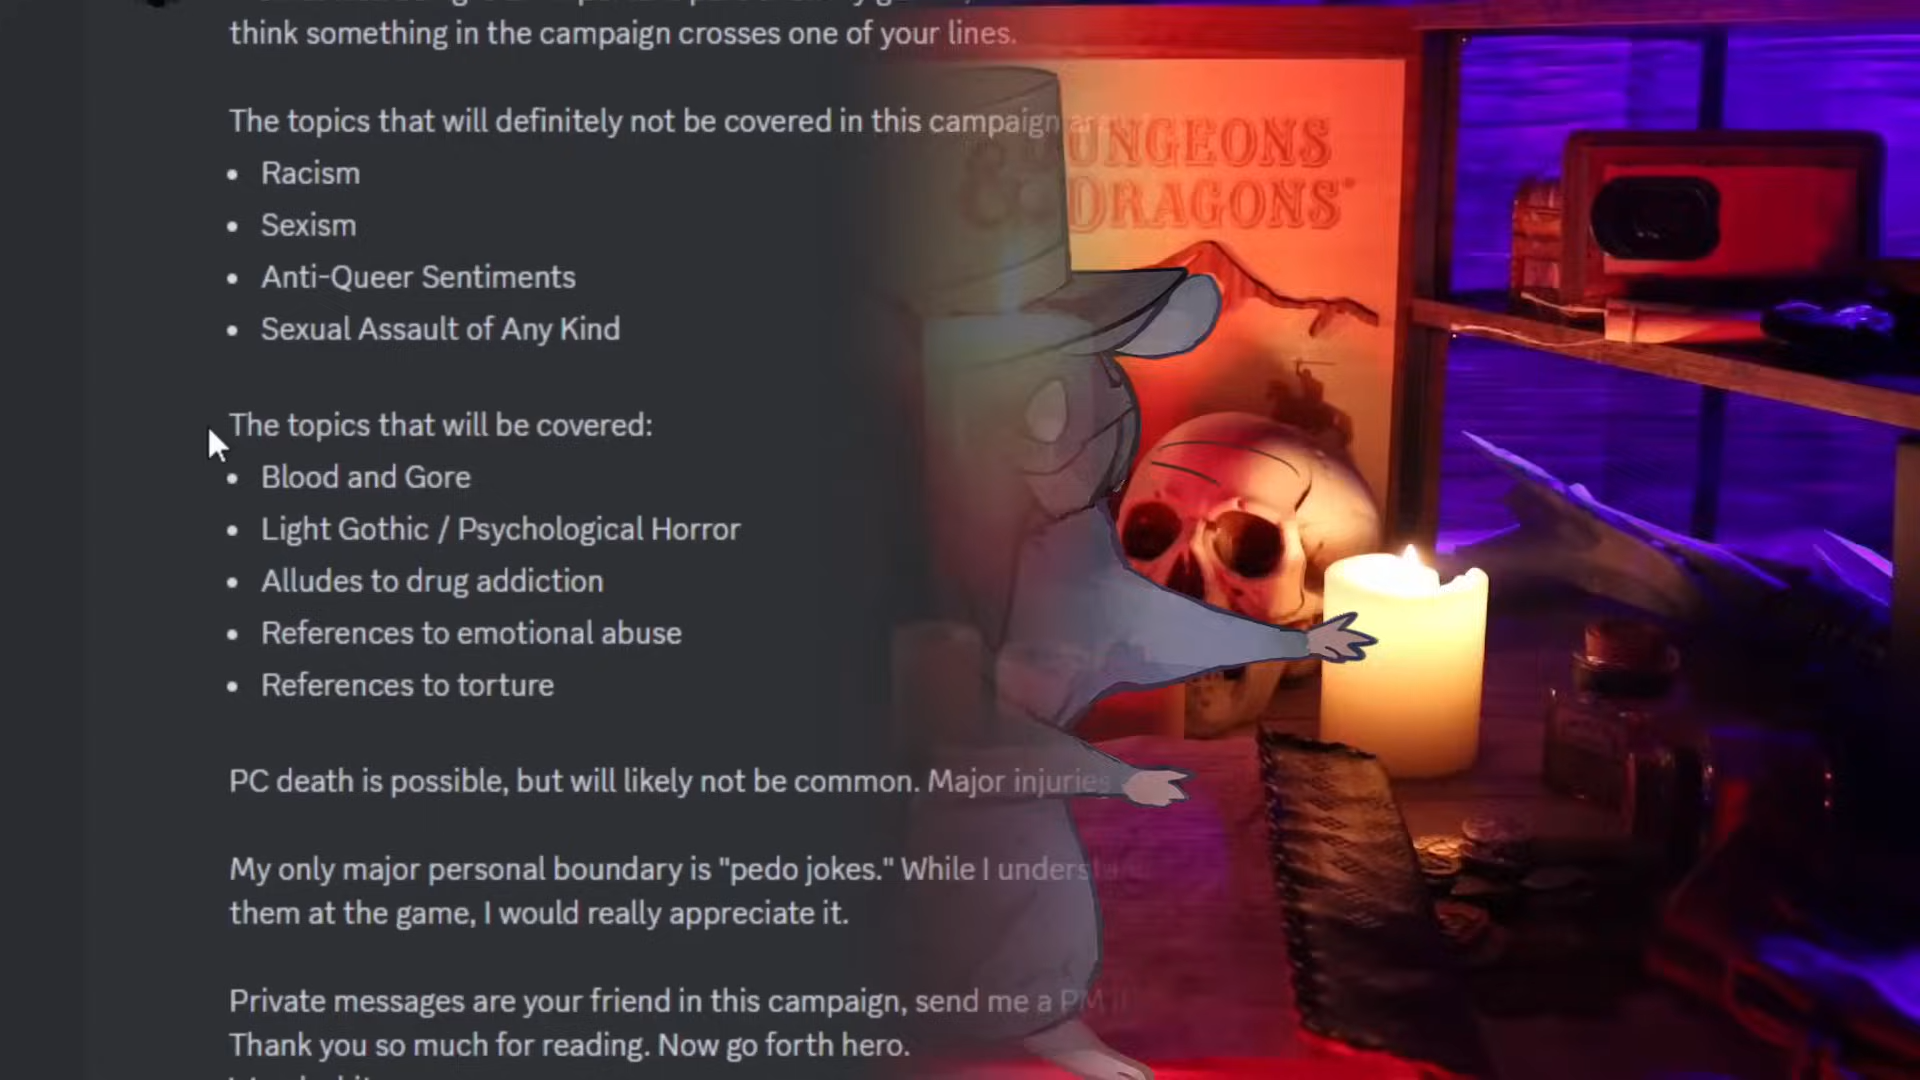 think something in the campaign crosses one of your lines.
The topics that will definitely not be covered in this campaign are
• Racism
• Sexism
• Anti-Queer Sentiments
• Sexual Assault of Any Kind
The topics that will be covered:
• Blood and Gore
• Light Gothic / Psychological Horror
• Alludes to drug addiction
• References to emotional abuse
• References to torture
PC death is possible, but will likely not be common. Major injuries
My only major personal boundary is "pedo jokes." While I understand
them at the game, I would really appreciate it.
Private messages are your friend in this campaign, send me a PM
Thank you so much for reading. Now go forth hero.
DUNGEONS
& DRAGONS